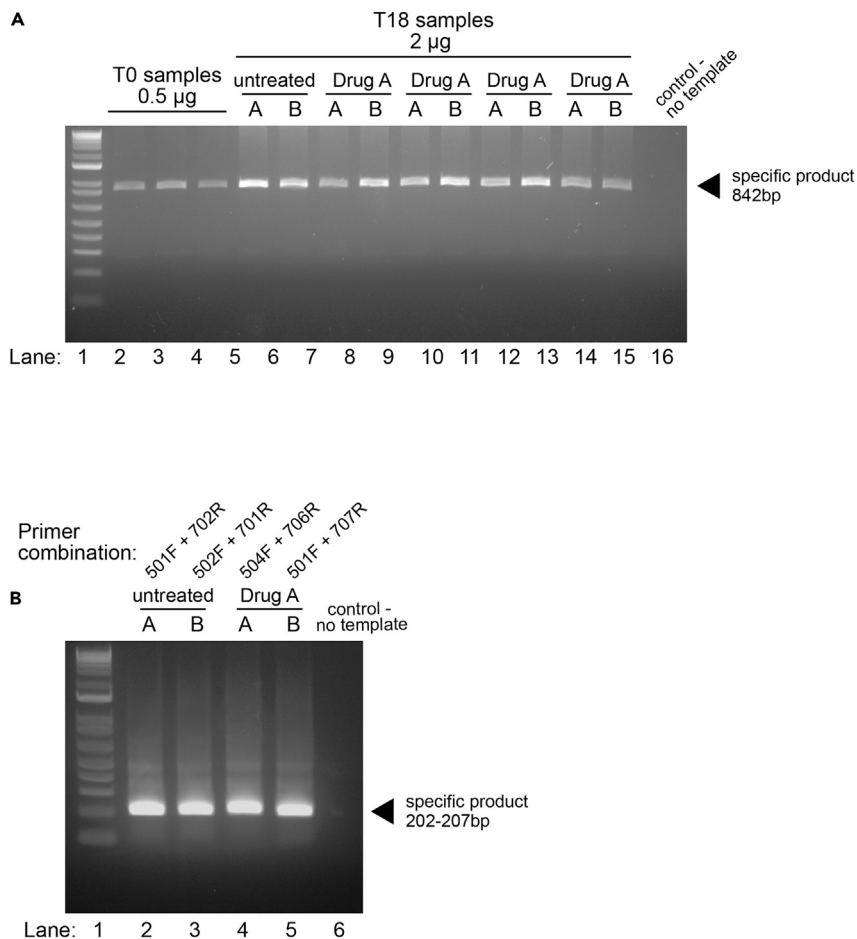 A
T18 samples
2 µg
T0 samples
0.5 µg
untreated Drug A Drug A Drug A Drug A
A B A B A B A B A B
control -
no template
specific product
842bp
Lane: 1 2 3 4 5 6 7 8 9 10 11 12 13 14 15 16
Primer
combination:
501F + 702R
502F + 701R
504F + 706R
501F + 707R
B
untreated Drug A
A B A B
control -
no template
specific product
202-207bp
Lane: 1 2 3 4 5 6